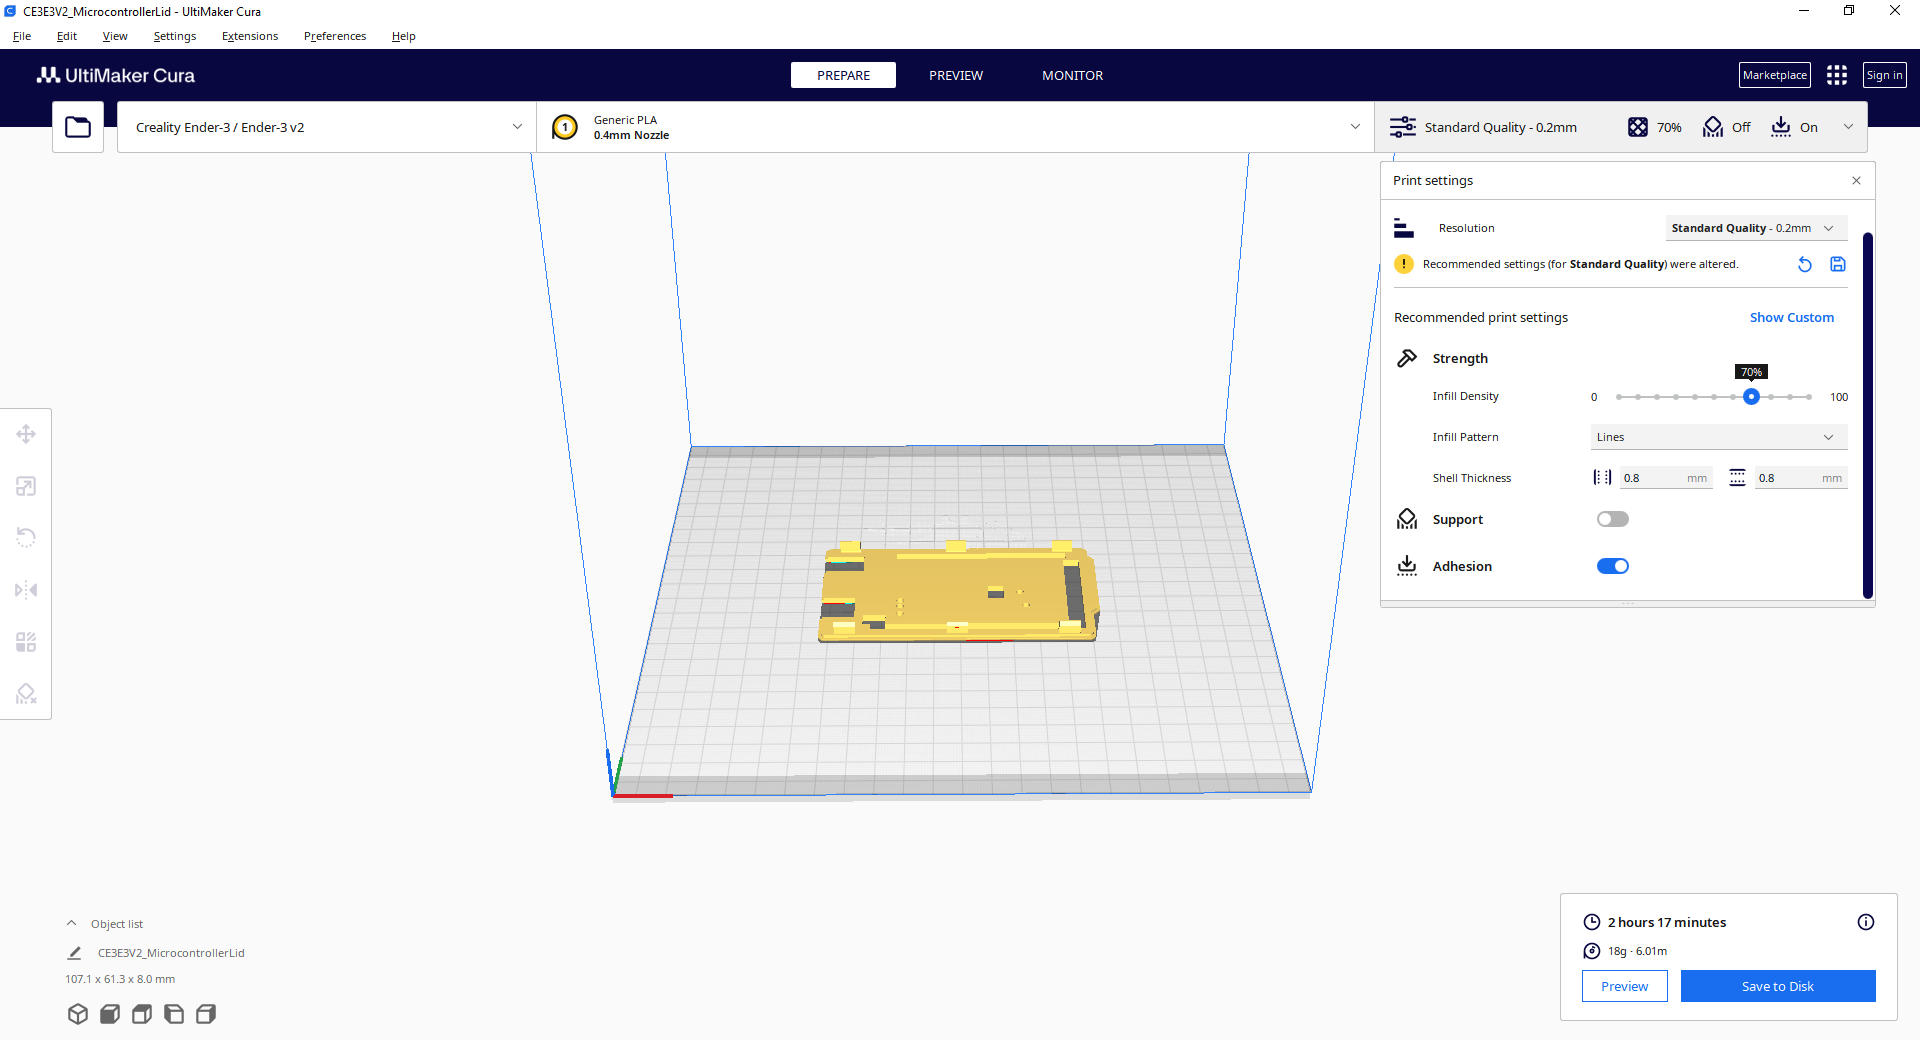 CE3E3V2_MicrocontrollerLid - UltiMaker Cura
File Edit View Settings Extensions Preferences Help
UltiMaker Cura
PREPARE PREVIEW MONITOR
Marketplace Sign in
Creality Ender-3 / Ender-3 v2
1
Generic PLA
0.4mm Nozzle
Standard Quality - 0.2mm 70% Off On
Print settings
Resolution Standard Quality - 0.2mm
Recommended settings (for Standard Quality) were altered.
Recommended print settings Show Custom
Strength
70%
Infill Density 0 100
Infill Pattern Lines
Shell Thickness 0.8 mm 0.8 mm
Support
Adhesion
Object list
CE3E3V2_MicrocontrollerLid
107.1 x 61.3 x 8.0 mm
2 hours 17 minutes
18g · 6.01m
Preview Save to Disk